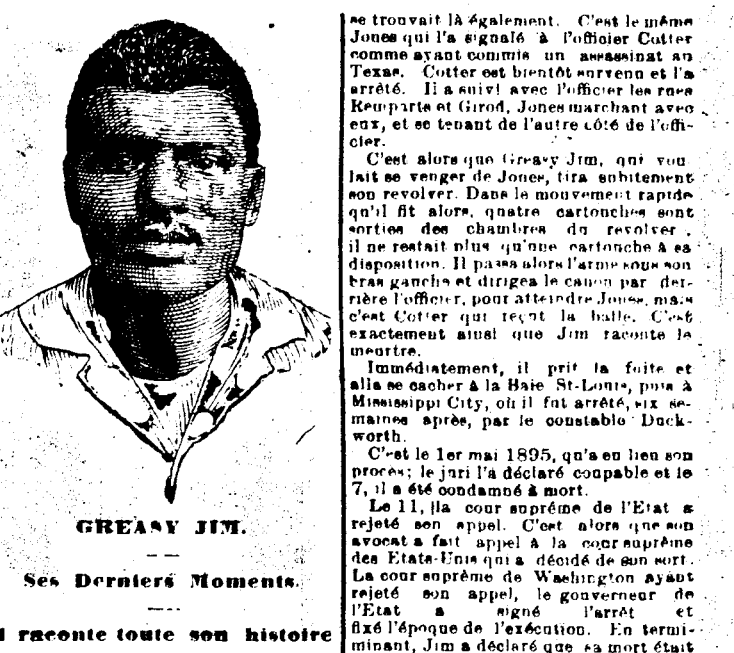 GREASY JIM.
Ses Derniers Moments.
raconte toute son histoire
se trouvait là également. C'est le même
Jones qui l'a signalé à l'officier Cotter
comme ayant commis un assassinat au
Texas. Cotter est bientôt survenu et l'a
arrêté. Il a suivi avec l'officier les rues
Remparts et Girod, Jones marchant avec
eux, et se tenant de l'autre côté de l'offi-
cier.
C'est alors que Greasy Jim, qui vou
lait se venger de Jones, tira subitement
son revolver. Dans le mouvement rapide
qu'il fit alors, quatre cartouches sont
sorties des chambres du revolver,
il ne restait plus qu'une cartouche à sa
disposition. Il passa alors l'arme sous son
bras gauche et dirigea le canon par der-
rière l'officier, pour atteindre Jones, mais
c'est Cotter qui reçut la balle. C'est
exactement ainsi que Jim raconte le
meurtre.
Immédiatement, il prit la fuite et
alla se cacher à la Baie St-Louis, puis à
Mississippi City, où il fut arrêté, six se-
maines après, par le constable Duck-
worth.
C'est le 1er mai 1895, qu'a eu lieu son
procès; le juri l'a déclaré coupable et le
7, il a été condamné à mort.
Le 11, la cour suprême de l'Etat a
rejeté son appel. C'est alors que son
avocat a fait appel à la cour suprême
des Etats-Unis qui a décidé de son sort.
La cour suprême de Washington ayant
rejeté son appel, le gouverneur de
l'Etat a signé l'arrêt et
fixé l'époque de l'exécution. En termi-
minant, Jim a déclaré que sa mort était